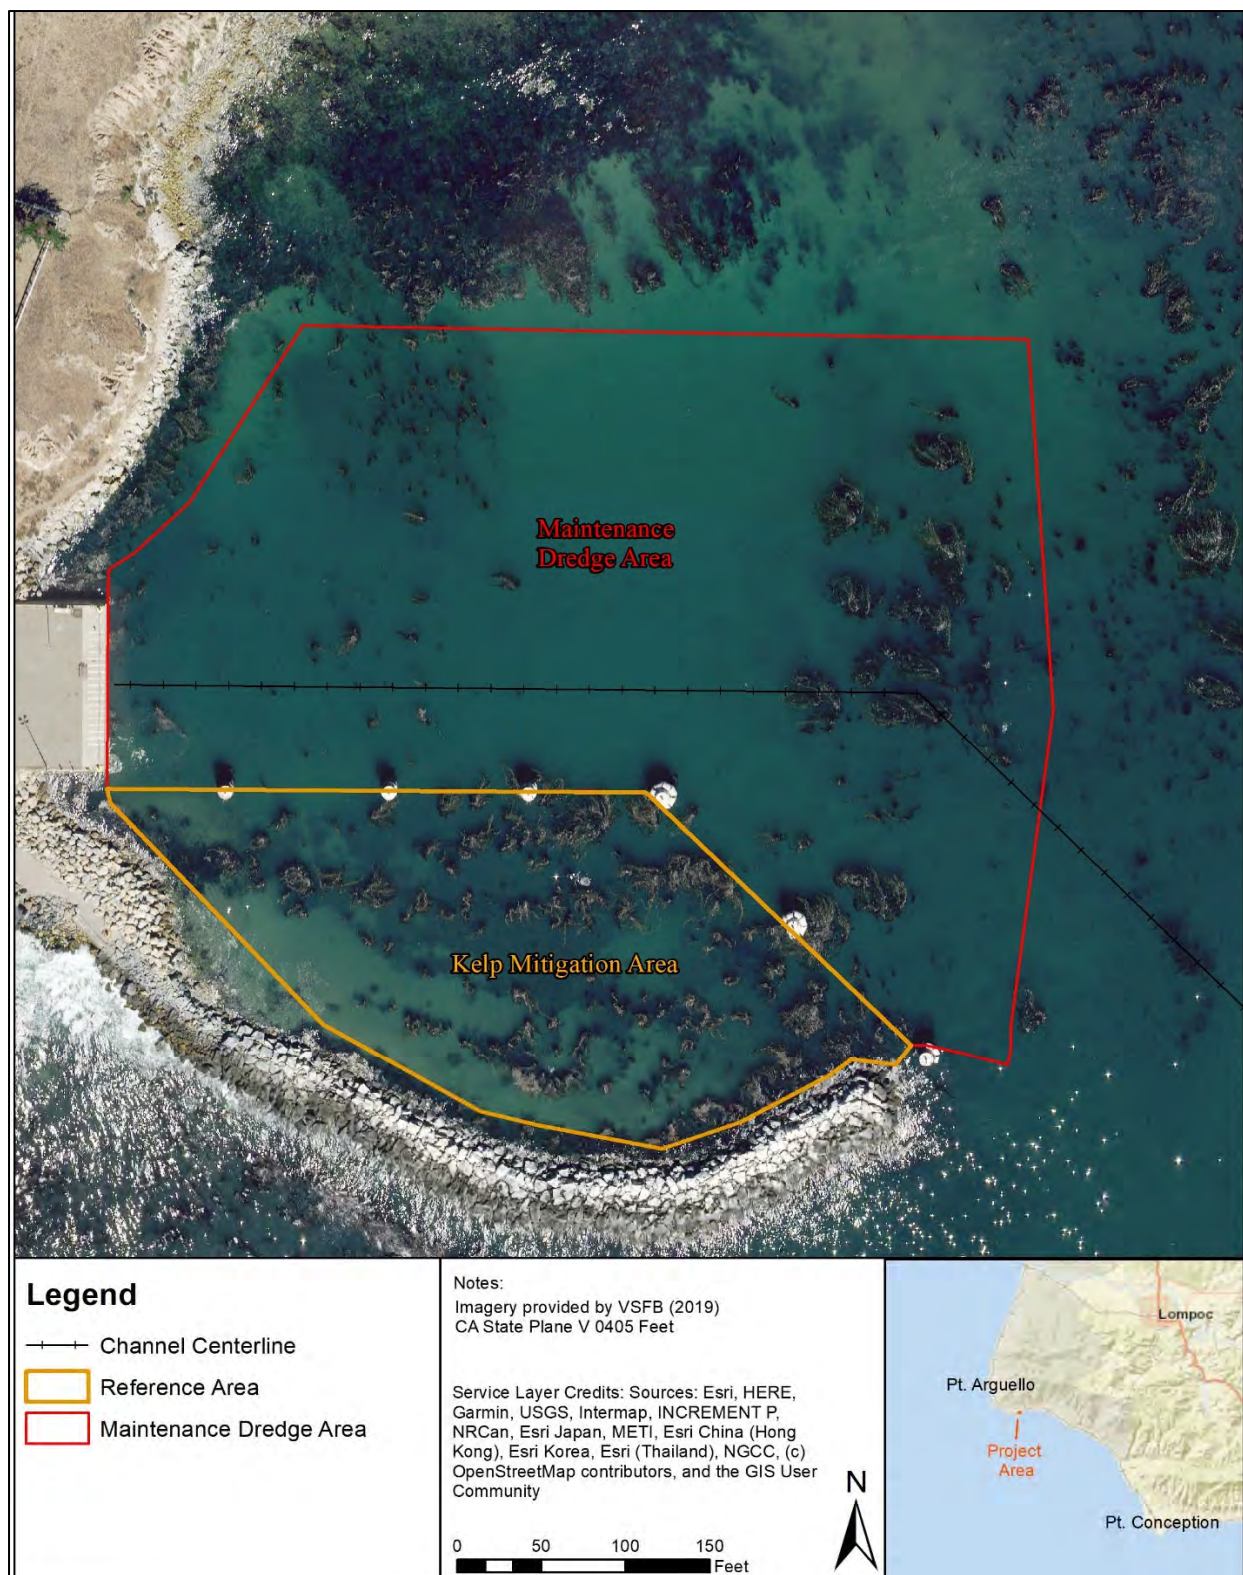 Maintenance
Dredge Area
Kelp Mitigation Area
Legend
Channel Centerline
Reference Area
Maintenance Dredge Area
Notes:
Imagery provided by VSFB (2019)
CA State Plane V 0405 Feet
Service Layer Credits: Sources: Esri, HERE,
Garmin, USGS, Intermap, INCREMENT P,
NRCan, Esri Japan, METI, Esri China (Hong
Kong), Esri Korea, Esri (Thailand), NGCC, (c)
OpenStreetMap contributors, and the GIS User
Community
0 50 100 150
Feet
N
Lompoc
Pt. Arguello
Project
Area
Pt. Conception